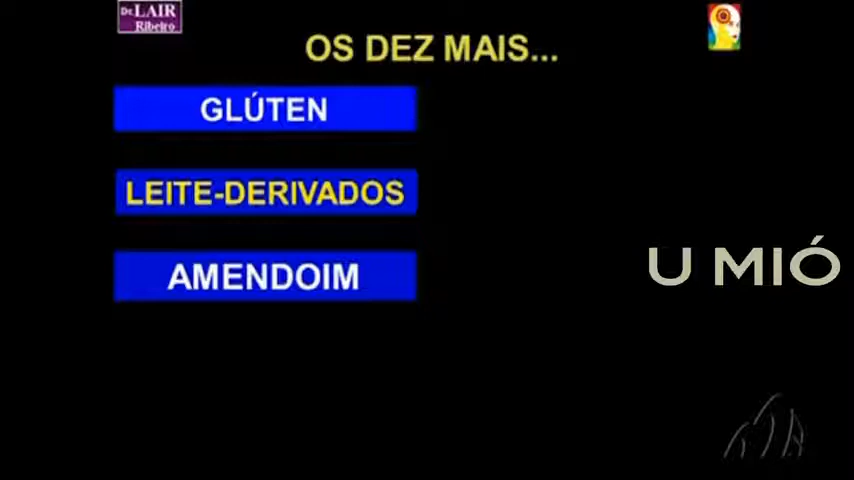 Dr. LAIR
Ribeiro
OS DEZ MAIS...
GLÚTEN
LEITE-DERIVADOS
AMENDOIM
U MIÓ